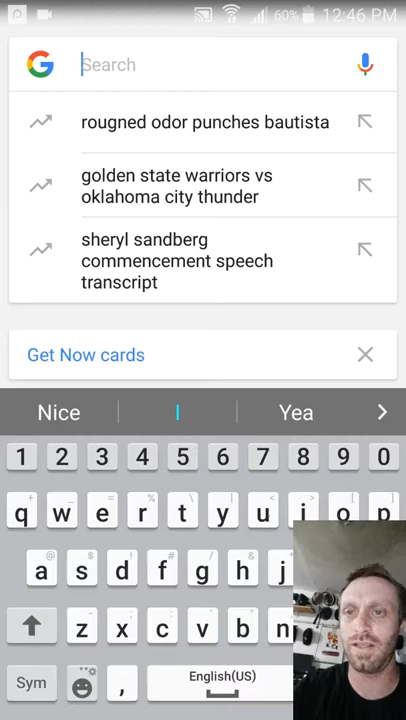 60% 12:46 PM
Search
rougned odor punches bautista
golden state warriors vs
oklahoma city thunder
sheryl sandberg
commencement speech
transcript
Get Now cards
Nice I Yea
1 2 3 4 5 6 7 8 9 0
+ _ = % \ | < > [ ]
q w e r t y u i o p
@ $ ! # / ^ &
a s d f g h j
z x c v b n
Sym , English(US)